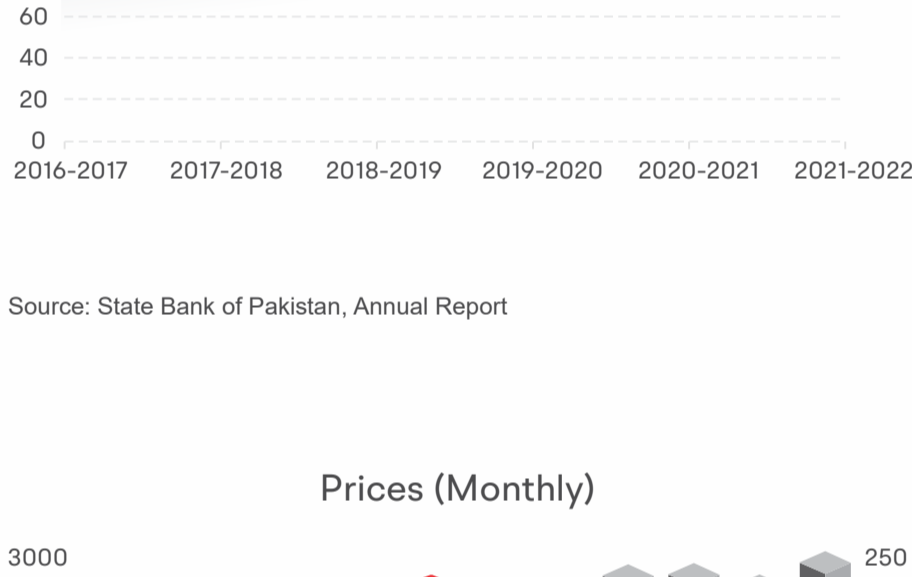 60
40
20
0
2016-2017 2017-2018 2018-2019 2019-2020 2020-2021 2021-2022
Source: State Bank of Pakistan, Annual Report
Prices (Monthly)
3000 250